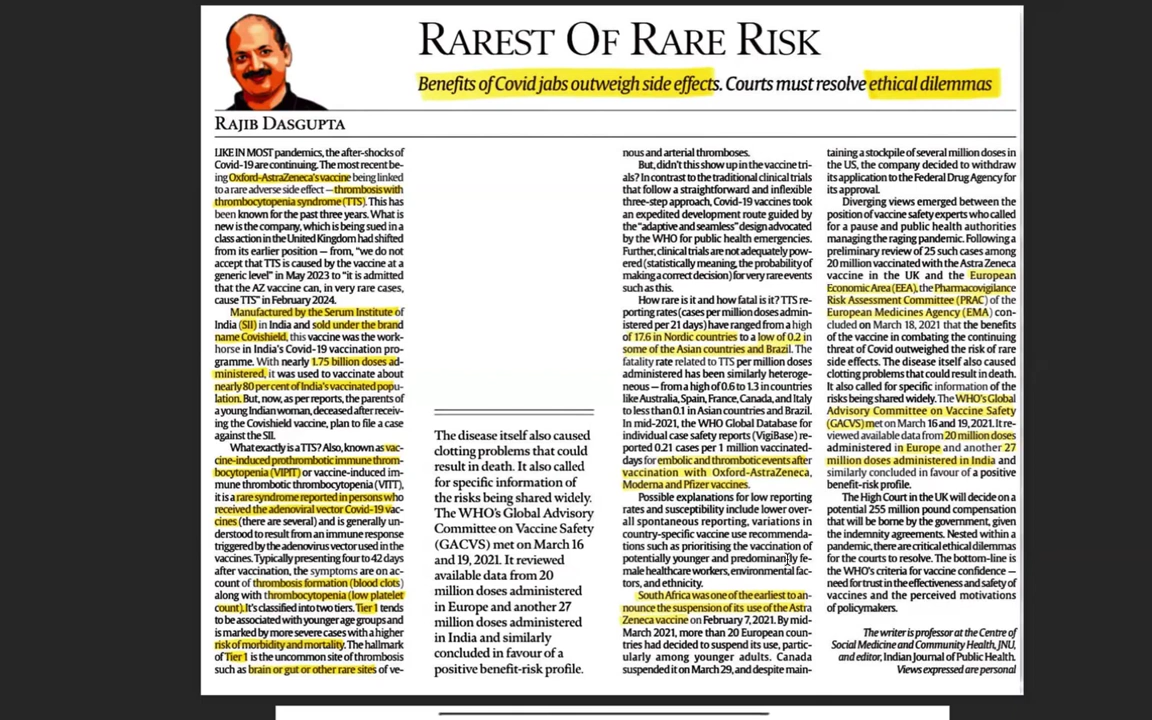 RAREST OF RARE RISK
Benefits of Covid jabs outweigh side effects. Courts must resolve ethical dilemmas
RAJIB DASGUPTA
LIKE IN MOST pandemics, the after-shocks of
Covid-19 are continuing. The most recent be-
ing Oxford-AstraZeneca's vaccine being linked
to a rare adverse side effect — thrombosis with
thrombocytopenia syndrome (TTS). This has
been known for the past three years. What is
new is the company, which is being sued in a
class action in the United Kingdom had shifted
from its earlier position — from, "we do not
accept that TTS is caused by the vaccine at a
generic level" in May 2023 to "it is admitted
that the AZ vaccine can, in very rare cases,
cause TTS" in February 2024.
Manufactured by the Serum Institute of
India (SII) in India and sold under the brand
name Covishield, this vaccine was the work-
horse in India's Covid-19 vaccination pro-
gramme. With nearly 1.75 billion doses ad-
ministered, it was used to vaccinate about
nearly 80 per cent of India's vaccinated popu-
lation. But, now, as per reports, the parents of
a young Indian woman, deceased after receiv-
ing the Covishield vaccine, plan to file a case
against the SII.
What exactly is a TTS? Also, known as vac-
cine-induced prothrombotic immune throm-
bocytopenia (VIPIT) or vaccine-induced im-
mune thrombotic thrombocytopenia (VITT),
it is a rare syndrome reported in persons who
received the adenoviral vector Covid-19 vac-
cines (there are several) and is generally un-
derstood to result from an immune response
triggered by the adenovirus vector used in the
vaccines. Typically presenting four to 42 days
after vaccination, the symptoms are on ac-
count of thrombosis formation (blood clots)
along with thrombocytopenia (low platelet
count). It's classified into two tiers. Tier 1 tends
to be associated with younger age groups and
is marked by more severe cases with a higher
risk of morbidity and mortality. The hallmark
of Tier 1 is the uncommon site of thrombosis
such as brain or gut or other rare sites of ve-
The disease itself also caused
clotting problems that could
result in death. It also called
for specific information of
the risks being shared widely.
The WHO's Global Advisory
Committee on Vaccine Safety
(GACVS) met on March 16
and 19, 2021. It reviewed
available data from 20
million doses administered
in Europe and another 27
million doses administered
in India and similarly
concluded in favour of a
positive benefit-risk profile.
nous and arterial thromboses.
But, didn't this show up in the vaccine tri-
als? In contrast to the traditional clinical trials
that follow a straightforward and inflexible
three-step approach, Covid-19 vaccines took
an expedited development route guided by
the "adaptive and seamless" design advocated
by the WHO for public health emergencies.
Further, clinical trials are not adequately pow-
ered (statistically meaning, the probability of
making a correct decision) for very rare events
such as this.
How rare is it and how fatal is it? TTS re-
porting rates (cases per million doses admin-
istered per 21 days) have ranged from a high
of 17.6 in Nordic countries to a low of 0.2 in
some of the Asian countries and Brazil. The
fatality rate related to TTS per million doses
administered has been similarly heteroge-
neous — from a high of 0.6 to 1.3 in countries
like Australia, Spain, France, Canada, and Italy
to less than 0.1 in Asian countries and Brazil.
In mid-2021, the WHO Global Database for
individual case safety reports (VigiBase) re-
ported 0.21 cases per 1 million vaccinated-
days for embolic and thrombotic events after
vaccination with Oxford-AstraZeneca,
Moderna and Pfizer vaccines.
Possible explanations for low reporting
rates and susceptibility include lower over-
all spontaneous reporting, variations in
country-specific vaccine use recommenda-
tions such as prioritising the vaccination of
potentially younger and predominantly fe-
male healthcare workers, environmental fac-
tors, and ethnicity.
South Africa was one of the earliest to an-
nounce the suspension of its use of the Astra
Zeneca vaccine on February 7, 2021. By mid-
March 2021, more than 20 European coun-
tries had decided to suspend its use, partic-
ularly among younger adults. Canada
suspended it on March 29, and despite main-
taining a stockpile of several million doses in
the US, the company decided to withdraw
its application to the Federal Drug Agency for
its approval.
Diverging views emerged between the
position of vaccine safety experts who called
for a pause and public health authorities
managing the raging pandemic. Following a
preliminary review of 25 such cases among
20 million vaccinated with the Astra Zeneca
vaccine in the UK and the European
Economic Area (EEA), the Pharmacovigilance
Risk Assessment Committee (PRAC) of the
European Medicines Agency (EMA) con-
cluded on March 18, 2021 that the benefits
of the vaccine in combating the continuing
threat of Covid outweighed the risk of rare
side effects. The disease itself also caused
clotting problems that could result in death.
It also called for specific information of the
risks being shared widely. The WHO's Global
Advisory Committee on Vaccine Safety
(GACVS) met on March 16 and 19, 2021. It re-
viewed available data from 20 million doses
administered in Europe and another 27
million doses administered in India and
similarly concluded in favour of a positive
benefit-risk profile.
The High Court in the UK will decide on a
potential 255 million pound compensation
that will be borne by the government, given
the indemnity agreements. Nested within a
pandemic, there are critical ethical dilemmas
for the courts to resolve. The bottom-line is
the WHO's criteria for vaccine confidence —
need for trust in the effectiveness and safety of
vaccines and the perceived motivations
of policymakers.
The writer is professor at the Centre of
Social Medicine and Community Health, JNU,
and editor, Indian Journal of Public Health.
Views expressed are personal